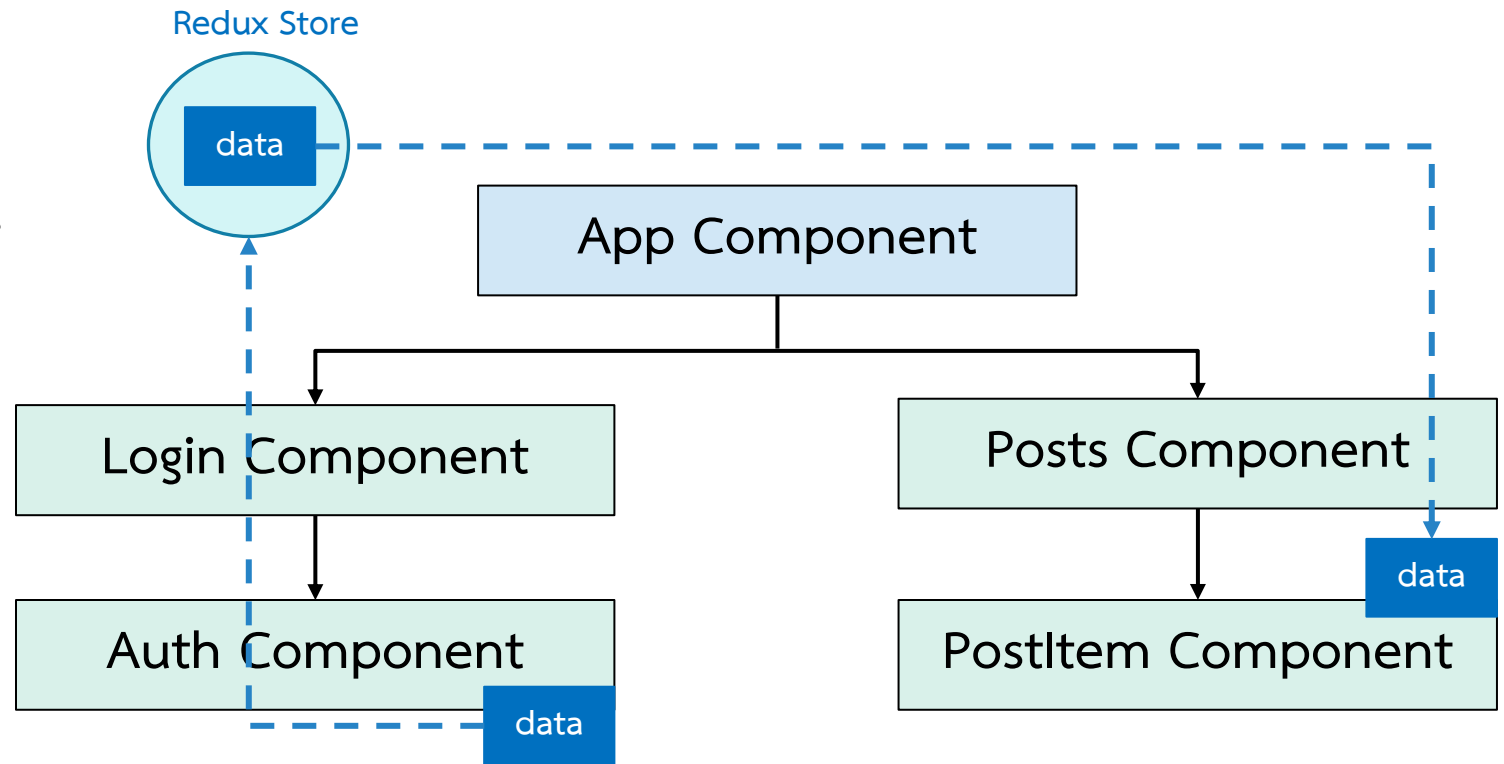 Redux Store
data
App Component
Login Component
Posts Component
data
Auth Component
PostItem Component
data